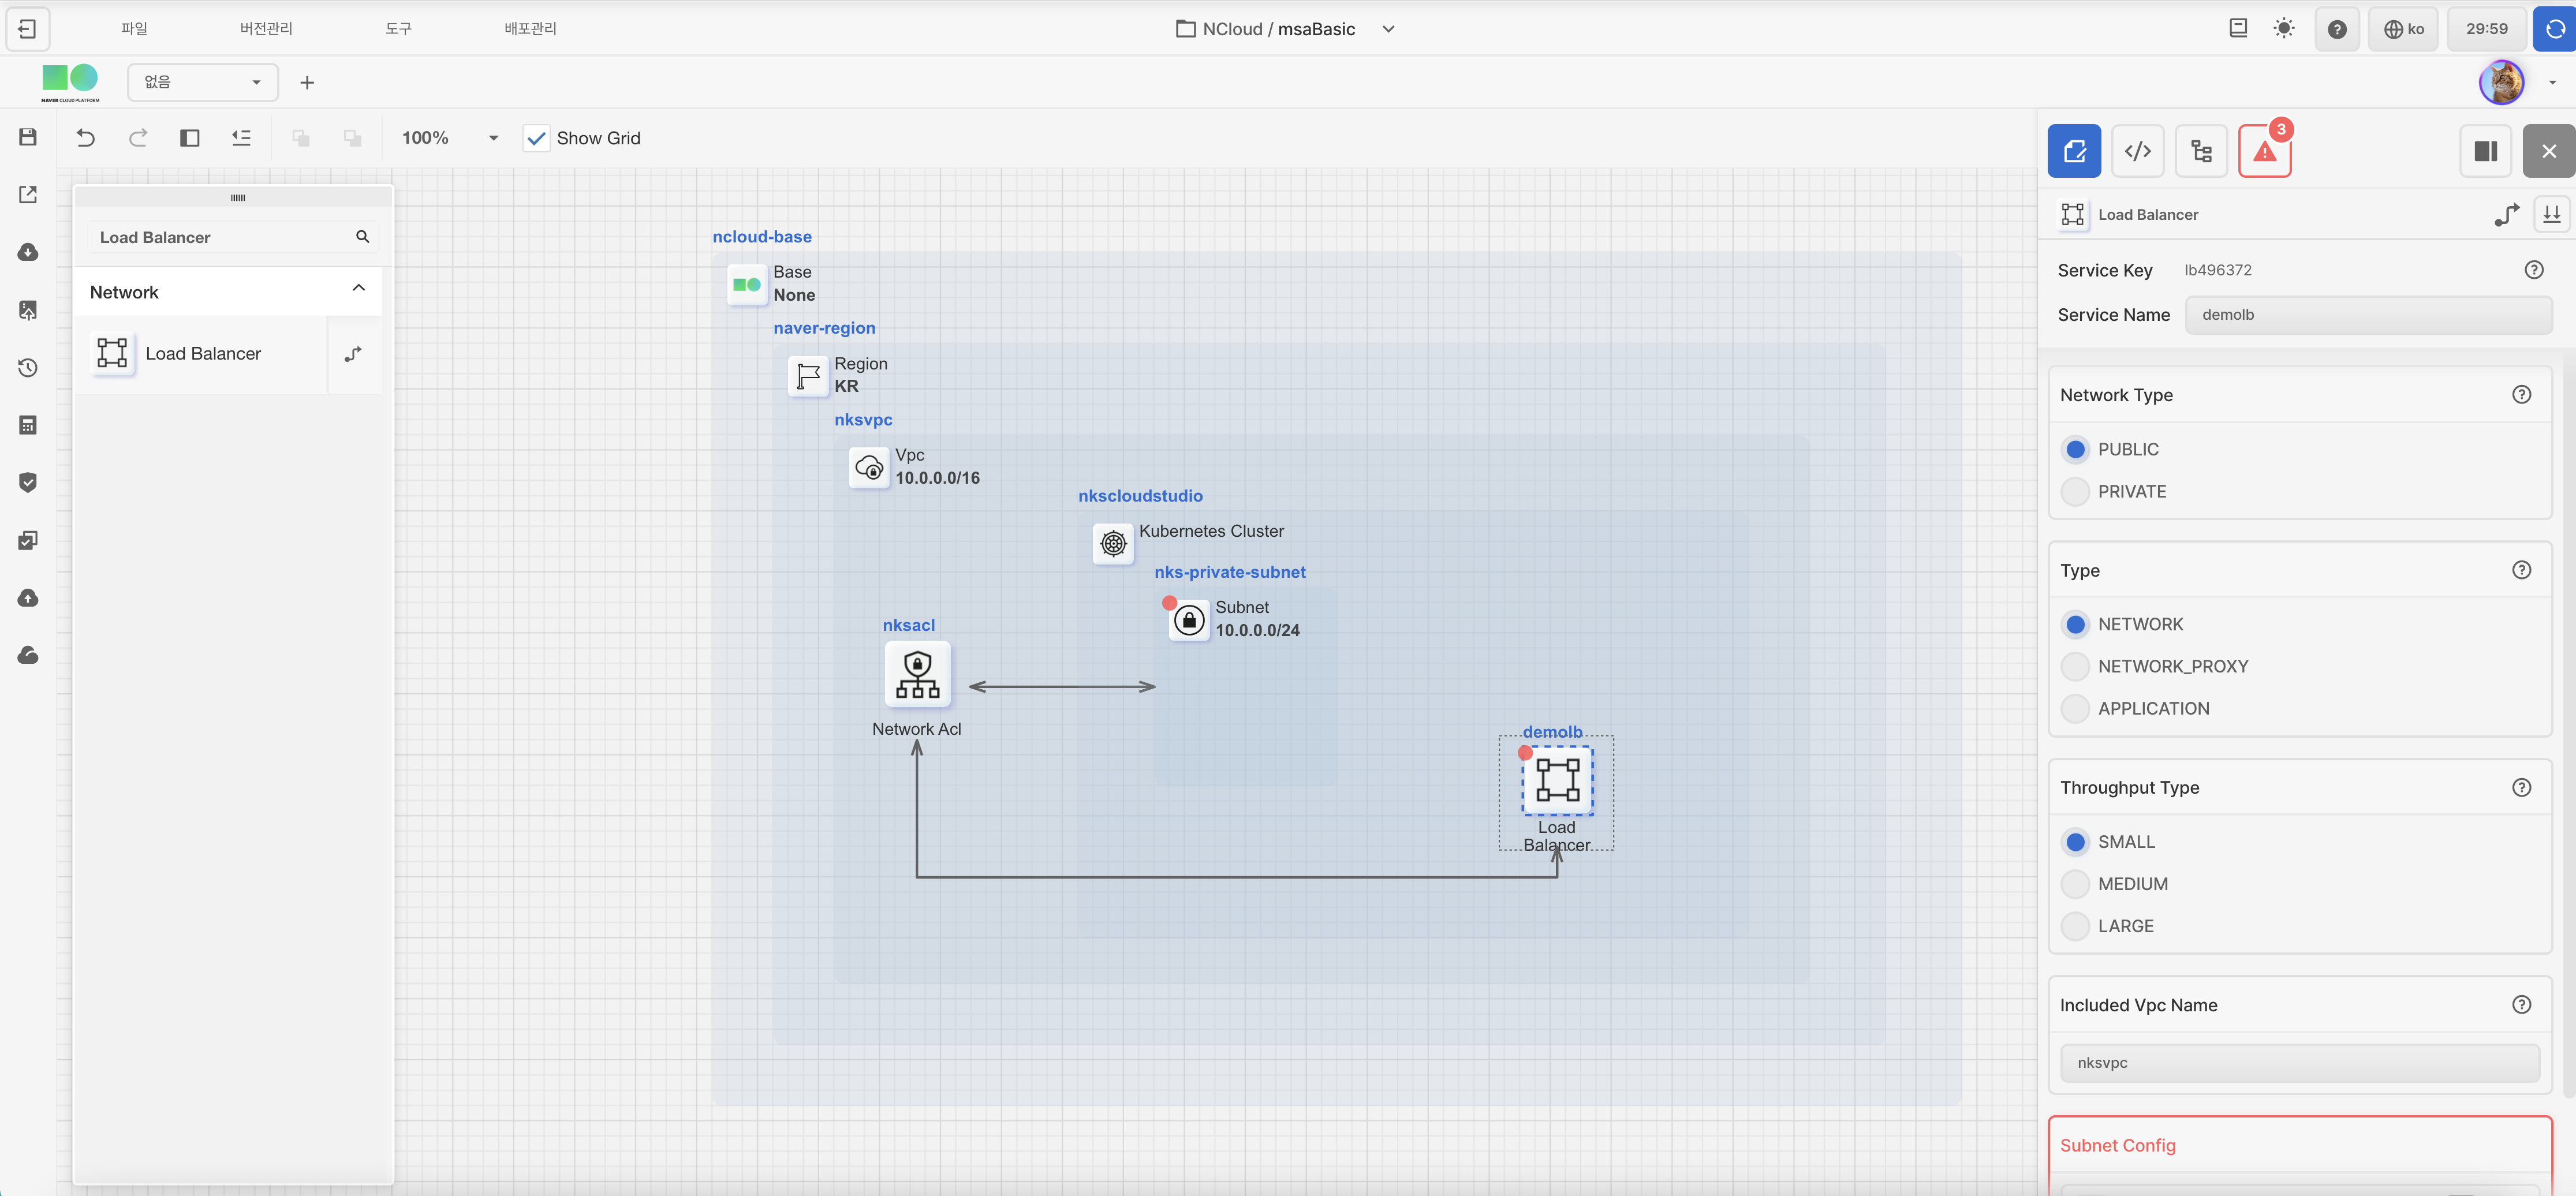 파일
버전관리
도구
배포관리
NCloud / msaBasic
ko
29:59
NAVER CLOUD PLATFORM
없음
100%
Show Grid
3
Load Balancer
Network
Load Balancer
ncloud-base
Base
None
naver-region
Region
KR
nksvpc
Vpc
10.0.0.0/16
nkscloudstudio
Kubernetes Cluster
nks-private-subnet
Subnet
10.0.0.0/24
nksacl
Network Acl
demolb
Load
Balancer
Load Balancer
Service Key lb496372
Service Name demolb
Network Type
PUBLIC
PRIVATE
Type
NETWORK
NETWORK_PROXY
APPLICATION
Throughput Type
SMALL
MEDIUM
LARGE
Included Vpc Name
nksvpc
Subnet Config